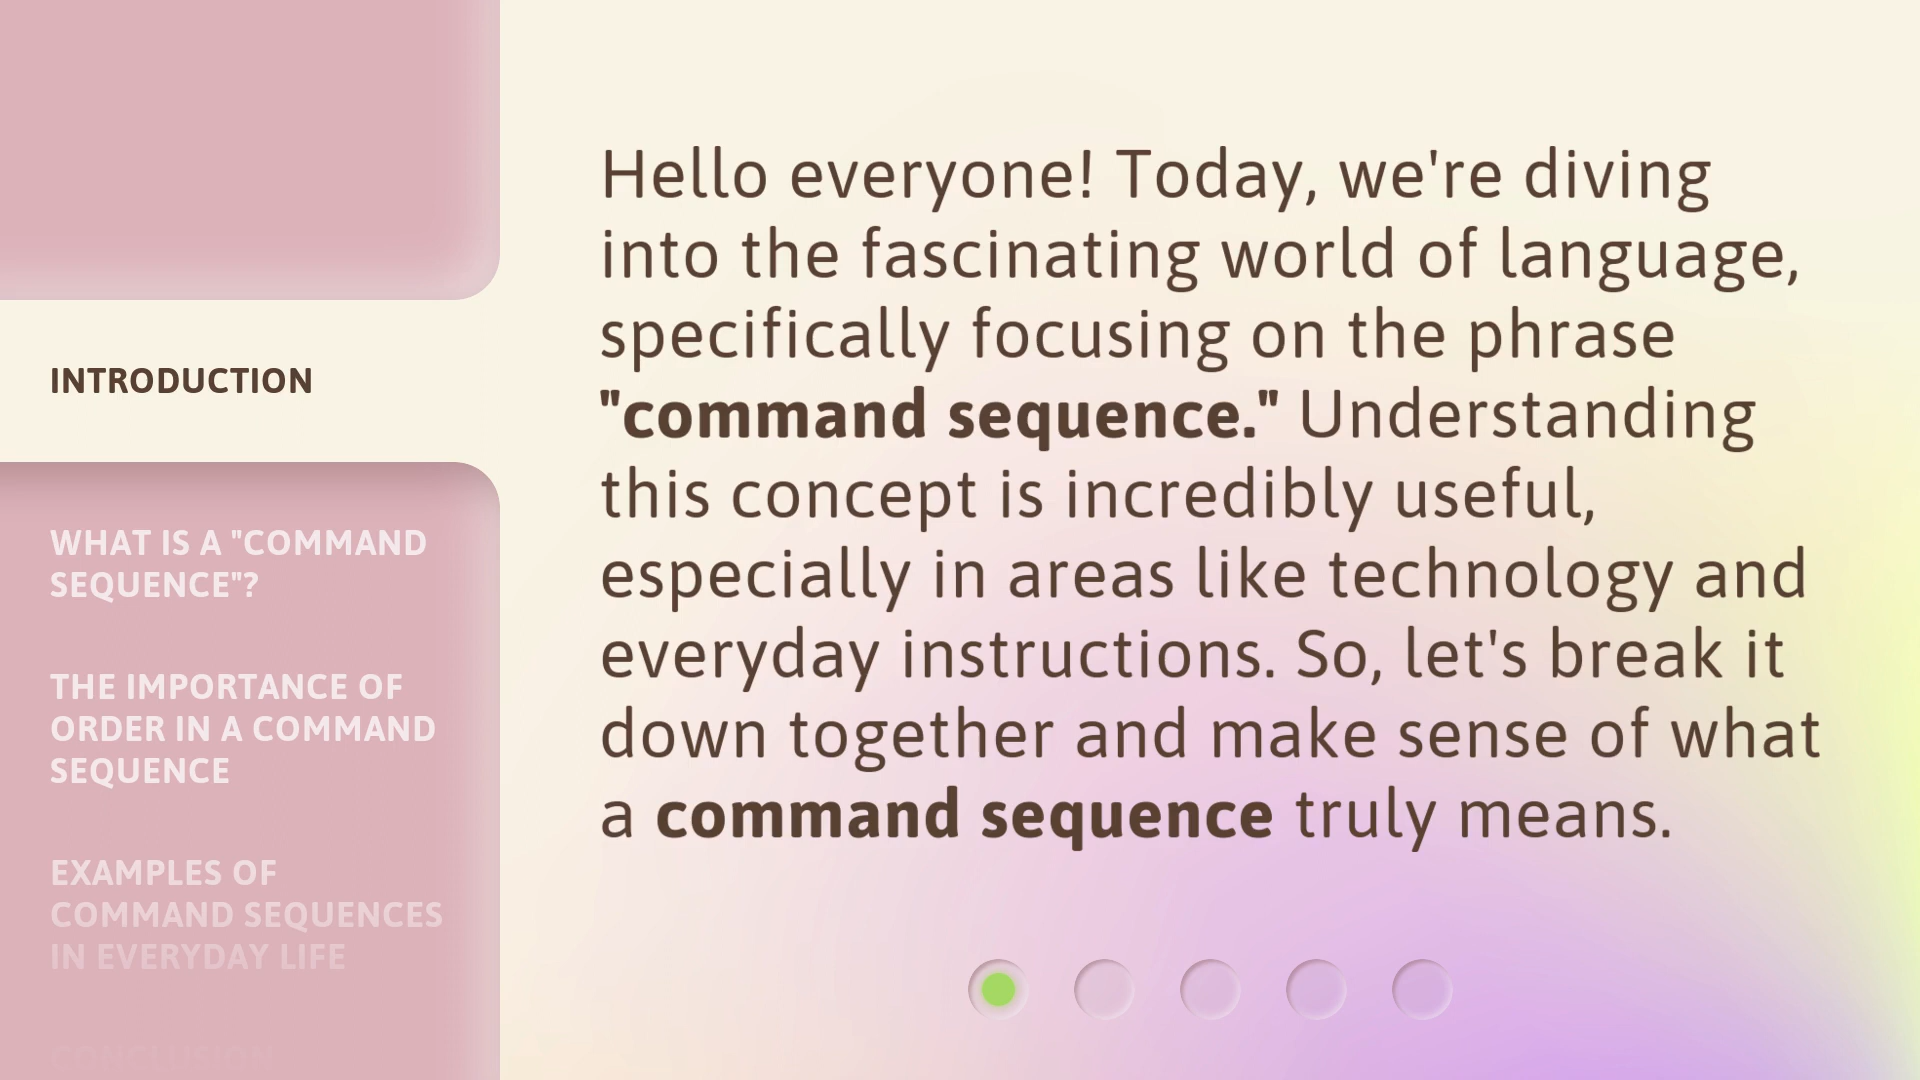 INTRODUCTION
WHAT IS A "COMMAND
SEQUENCE"?
THE IMPORTANCE OF
ORDER IN A COMMAND
SEQUENCE
EXAMPLES OF
COMMAND SEQUENCES
IN EVERYDAY LIFE
CONCLUSION
Hello everyone! Today, we're diving
into the fascinating world of language,
specifically focusing on the phrase
"command sequence." Understanding
this concept is incredibly useful,
especially in areas like technology and
everyday instructions. So, let's break it
down together and make sense of what
a command sequence truly means.